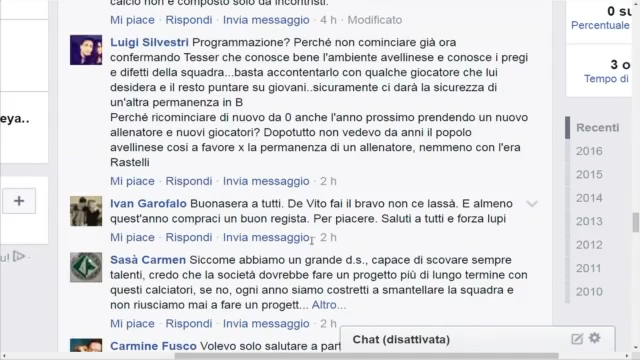 calcio non è composto solo da incontristi.
Mi piace · Rispondi · Invia messaggio · 4 h · Modificato
Luigi Silvestri Programmazione? Perché non cominciare già ora
confermando Tesser che conosce bene l'ambiente avellinese e conosce i pregi
e difetti della squadra...basta accontentarlo con qualche giocatore che lui
desidera e il resto puntare su giovani..sicuramente ci darà la sicurezza di
un'altra permanenza in B
Perché ricominciare di nuovo da 0 anche l'anno prossimo prendendo un nuovo
allenatore e nuovi giocatori? Dopotutto non vedevo da anni il popolo
avellinese cosi a favore x la permanenza di un allenatore, nemmeno con l'era
Rastelli
Mi piace · Rispondi · Invia messaggio · 2 h
Ivan Garofalo Buonasera a tutti. De Vito fai il bravo non ce lassà. E almeno
quest'anno compraci un buon regista. Per piacere. Saluti a tutti e forza lupi
Mi piace · Rispondi · Invia messaggio · 2 h
Sasà Carmen Siccome abbiamo un grande d.s., capace di scovare sempre
talenti, credo che la società dovrebbe fare un progetto più di lungo termine con
questi calciatori, se no, ogni anno siamo costretti a smantellare la squadra e
non riusciamo mai a fare un progett... Altro...
Mi piace · Rispondi · Invia messaggio · 2 h
Carmine Fusco Volevo solo salutare a part
Chat (disattivata)
eya..
+
0 su
Percentuale
3 o
Tempo di
Recenti
2016
2015
2014
2013
2012
2011
2010